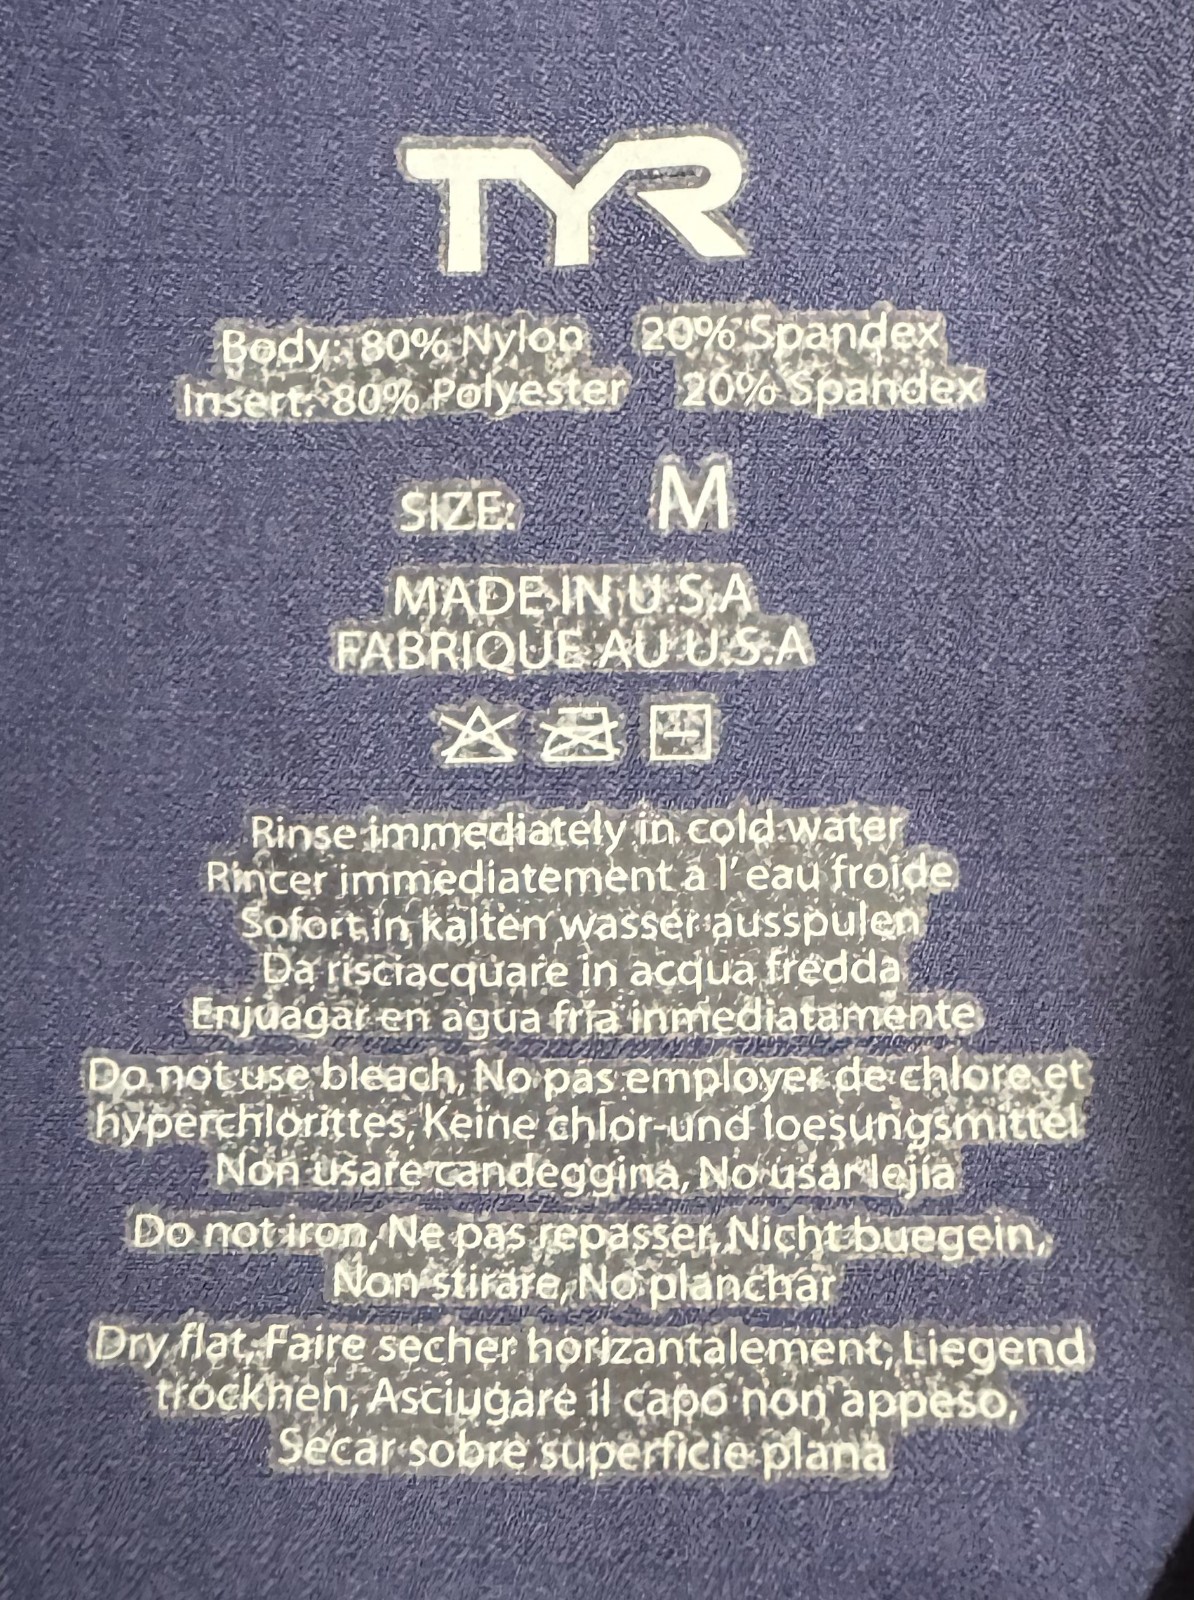 TYR
Body: 80% Nylon 20% Spandex
Insert: 80% Polyester 20% Spandex
SIZE: M
MADE IN U.S.A
FABRIQUE AU U.S.A
Rinse immediately in cold water
Rincer immediatement a l'eau froide
Sofort in kalten wasser ausspulen
Da risciacquare in acqua fredda
Enjuagar en agua fria inmediatamente
Do not use bleach, No pas employer de chlore et
hyperchlorittes, Keine chlor-und loesungsmittel
Non usare candeggina, No usar lejia
Do not iron, Ne pas repasser, Nicht buegein,
Non stirare, No planchar
Dry flat, Faire secher horizantalement, Liegend
trockhen, Asciugare il capo non appeso,
Secar sobre superficie plana